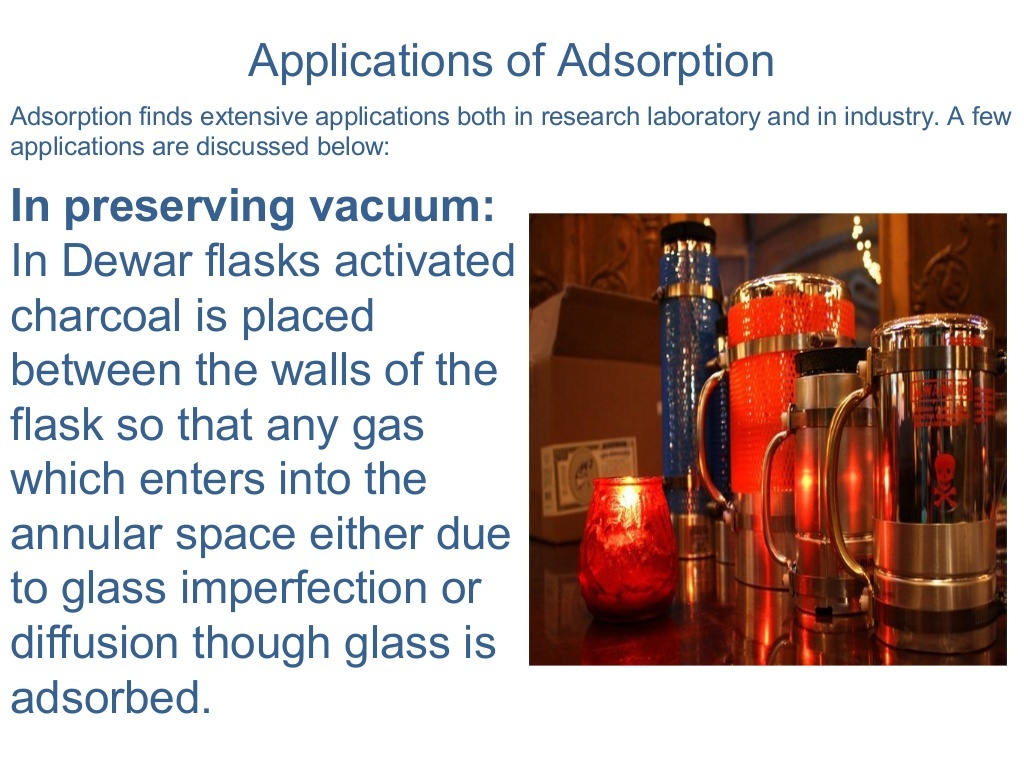 Applications of Adsorption
Adsorption finds extensive applications both in research laboratory and in industry. A few
applications are discussed below:
In preserving vacuum:
In Dewar flasks activated
charcoal is placed
between the walls of the
flask so that any gas
which enters into the
annular space either due
to glass imperfection or
diffusion though glass is
adsorbed.